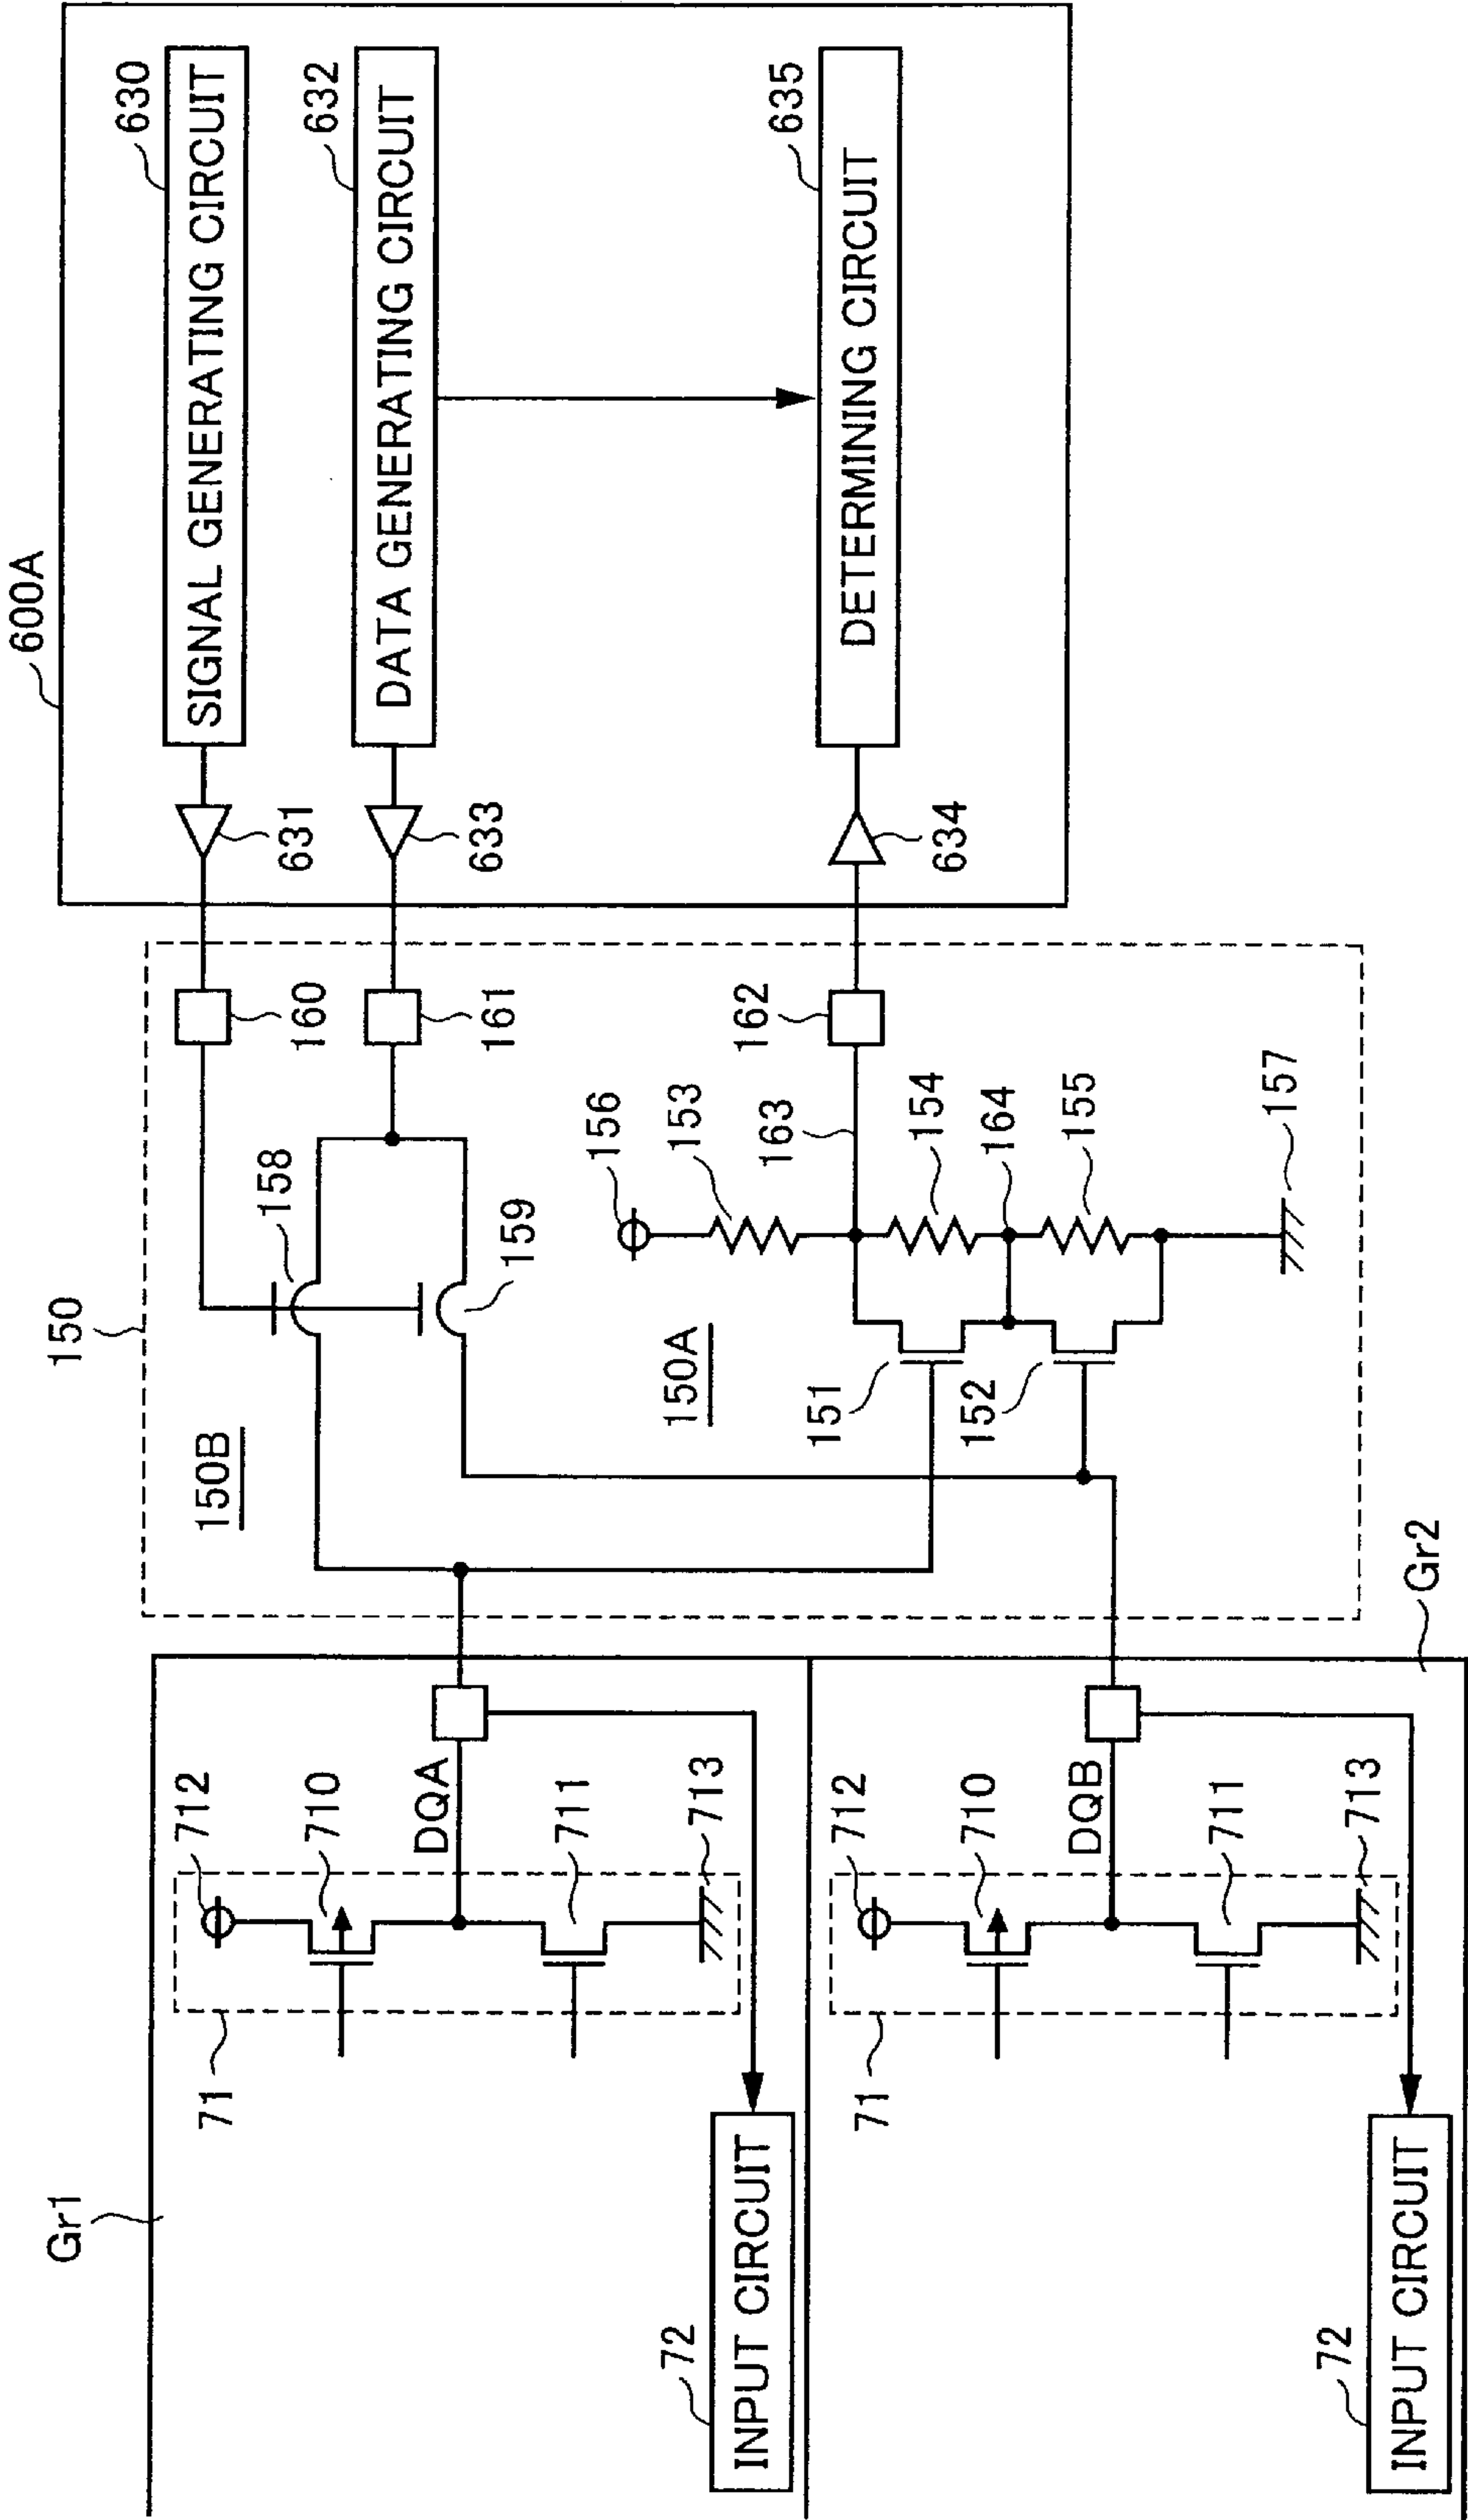 600A
SIGNAL GENERATING CIRCUIT
630
631
DATA GENERATING CIRCUIT
632
633
DETERMINING CIRCUIT
635
634
150
150B
160
161
158
159
150A
156
153
162
163
154
164
155
157
151
152
Gr1
712
710
DQA
711
713
71
72
INPUT CIRCUIT
Gr2
712
710
DQB
711
713
71
72
INPUT CIRCUIT